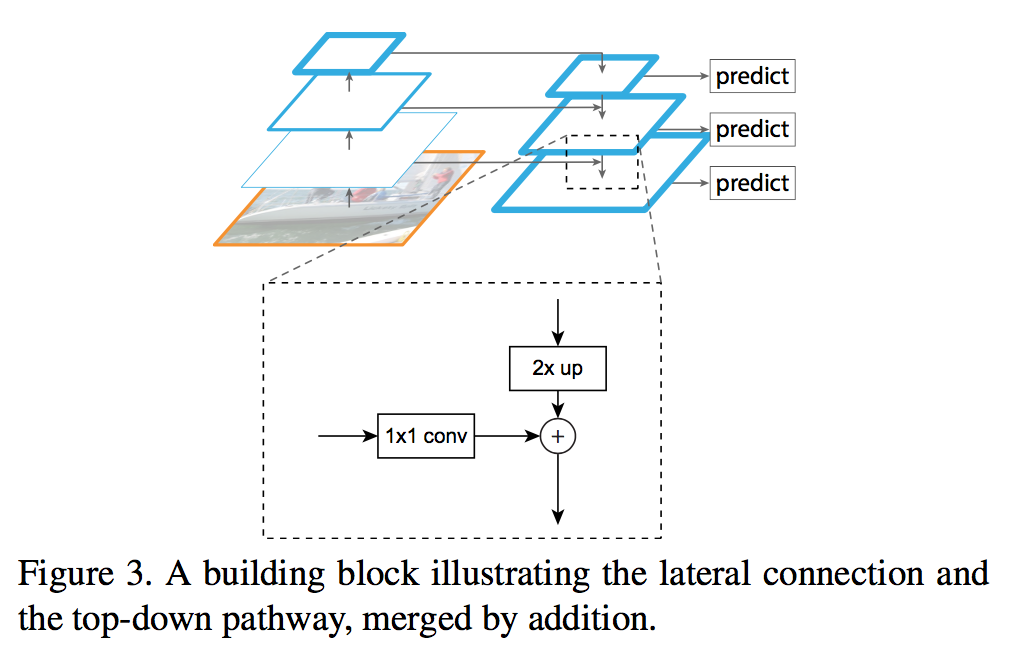 predict
predict
predict
2x up
1x1 conv
+
Figure 3. A building block illustrating the lateral connection and
the top-down pathway, merged by addition.